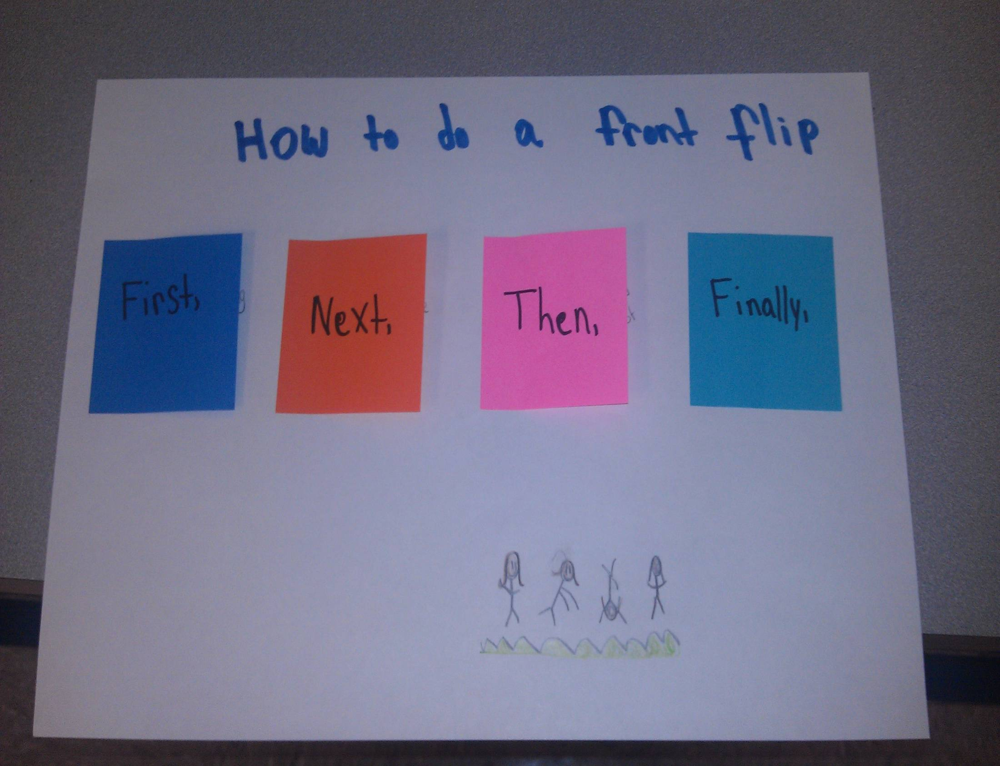 How to do a front flip
First,
Next,
Then,
Finally,